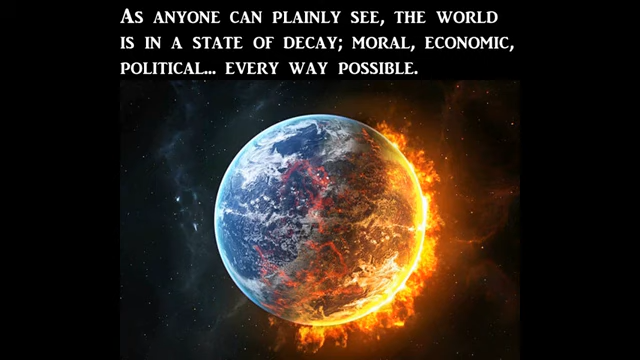 As anyone can plainly see, the world
is in a state of decay; moral, economic,
political... every way possible.